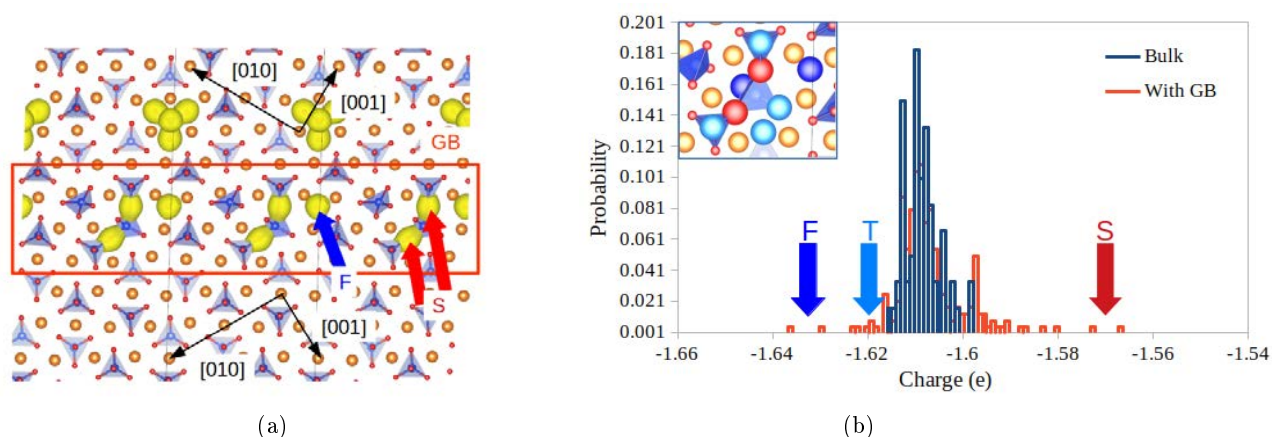 [010]
[001]
GB
F
S
[001]
[010]
(a)
0.201
0.181
0.161
0.141
0.121
0.101
0.081
0.061
0.041
0.021
0.001
Probability
Bulk
With GB
F
T
S
-1.66
-1.64
-1.62
-1.6
-1.58
-1.56
-1.54
Charge (e)
(b)